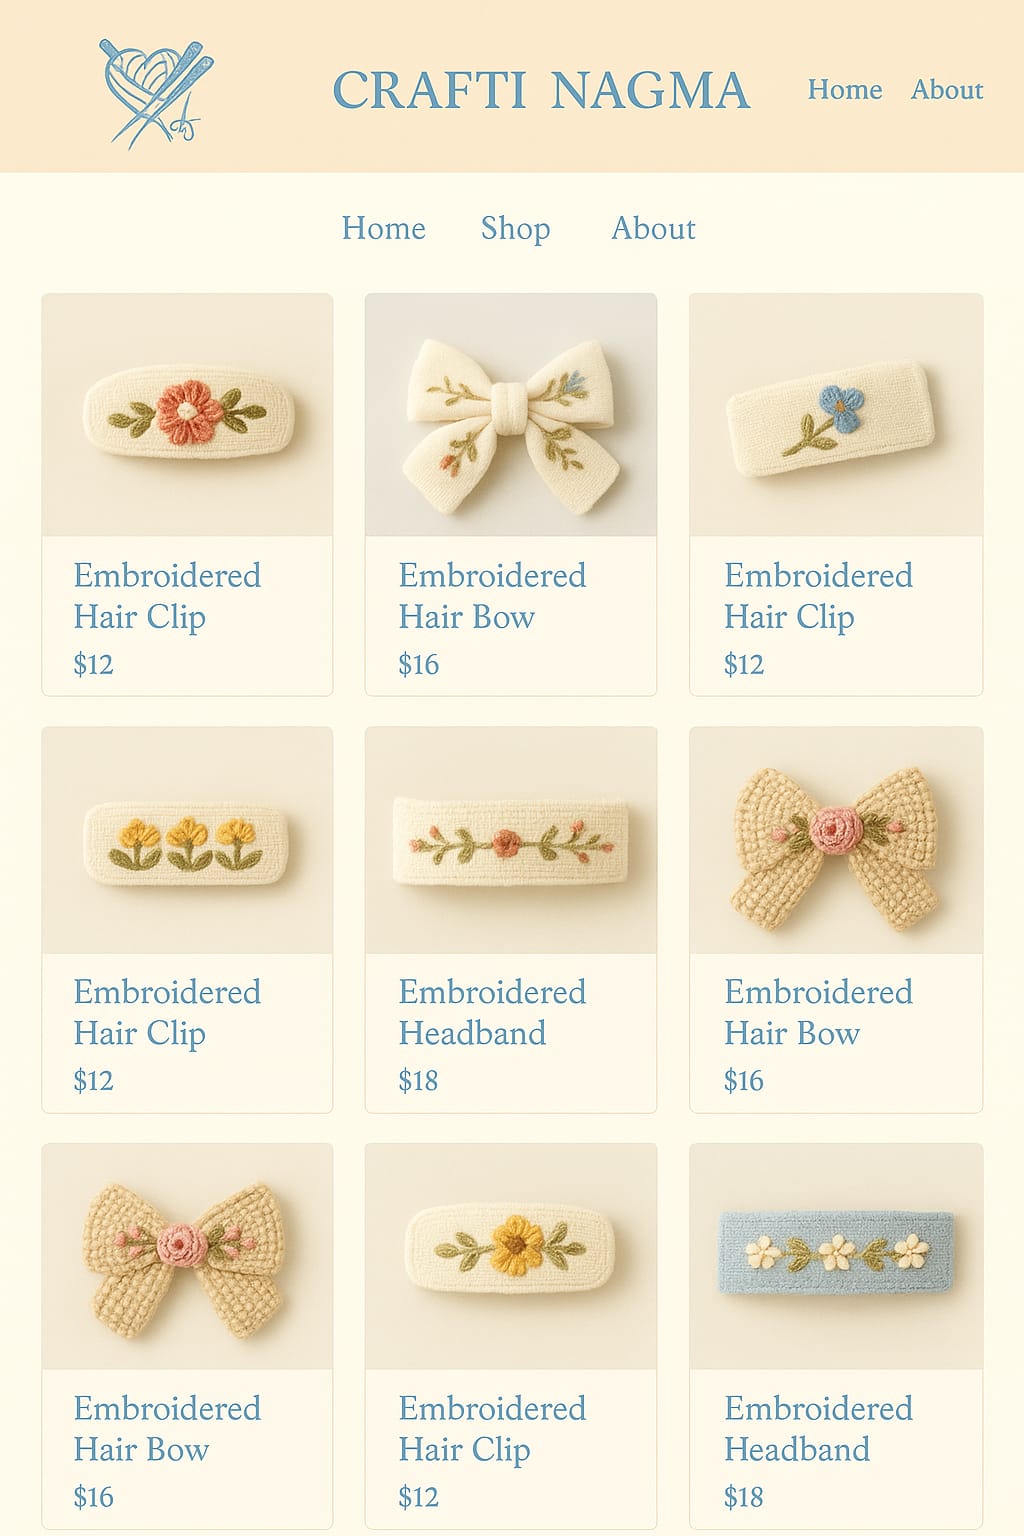 CRAFTI NAGMA
Home About
Home Shop About
Embroidered
Hair Clip
$12
Embroidered
Hair Bow
$16
Embroidered
Hair Clip
$12
Embroidered
Hair Clip
$12
Embroidered
Headband
$18
Embroidered
Hair Bow
$16
Embroidered
Hair Bow
$16
Embroidered
Hair Clip
$12
Embroidered
Headband
$18